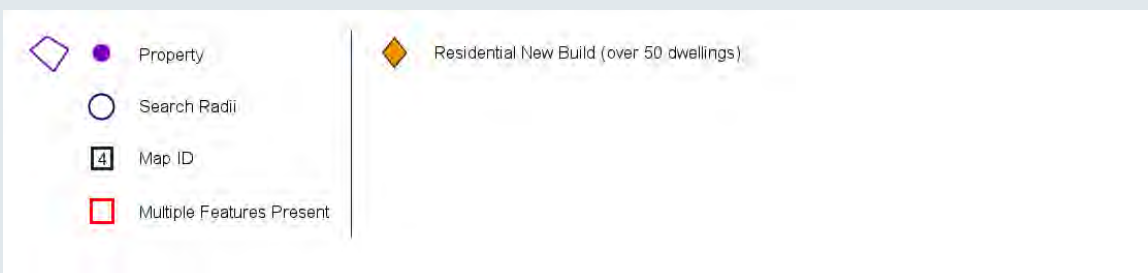 Property
Search Radii
4 Map ID
Multiple Features Present
Residential New Build (over 50 dwellings)